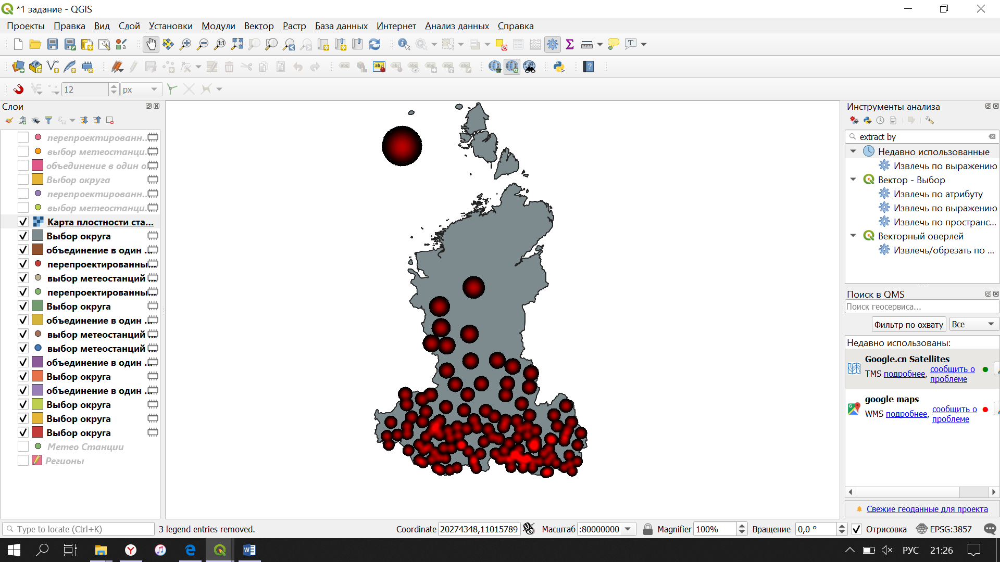 *1 задание - QGIS
Проекты Правка Вид Слой Установки Модули Вектор Растр База данных Интернет Анализ данных Справка
12 px
Слои
перепроектированн...
выбор метеостанци...
объединение в один о...
Выбор округа
перепроектированн...
выбор метеостанци...
Карта плостности ста...
Выбор округа
объединение в один ...
перепроектированны...
выбор метеостанций ...
перепроектированны...
Выбор округа
объединение в один ...
выбор метеостанций ...
выбор метеостанций ...
объединение в один ...
Выбор округа
объединение в один ...
Выбор округа
Выбор округа
Выбор округа
Метео Станции
Регионы
Инструменты анализа
extract by
Недавно использованные
Извлечь по выражению
Вектор - Выбор
Извлечь по атрибуту
Извлечь по выражению
Извлечь по пространс...
Векторный оверлей
Извлечь/обрезать по ...
Поиск в QMS
Поиск геосервиса...
Фильтр по охвату Все
Недавно использованы:
Google.cn Satellites
TMS подробнее, сообщить о проблеме
google maps
WMS подробнее, сообщить о проблеме
Свежие геоданные для проекта
Type to locate (Ctrl+K) 3 legend entries removed. Coordinate 20274348,11015789 Масштаб :80000000 Magnifier 100% Вращение 0,0 ° Отрисовка EPSG:3857
РУС 21:26